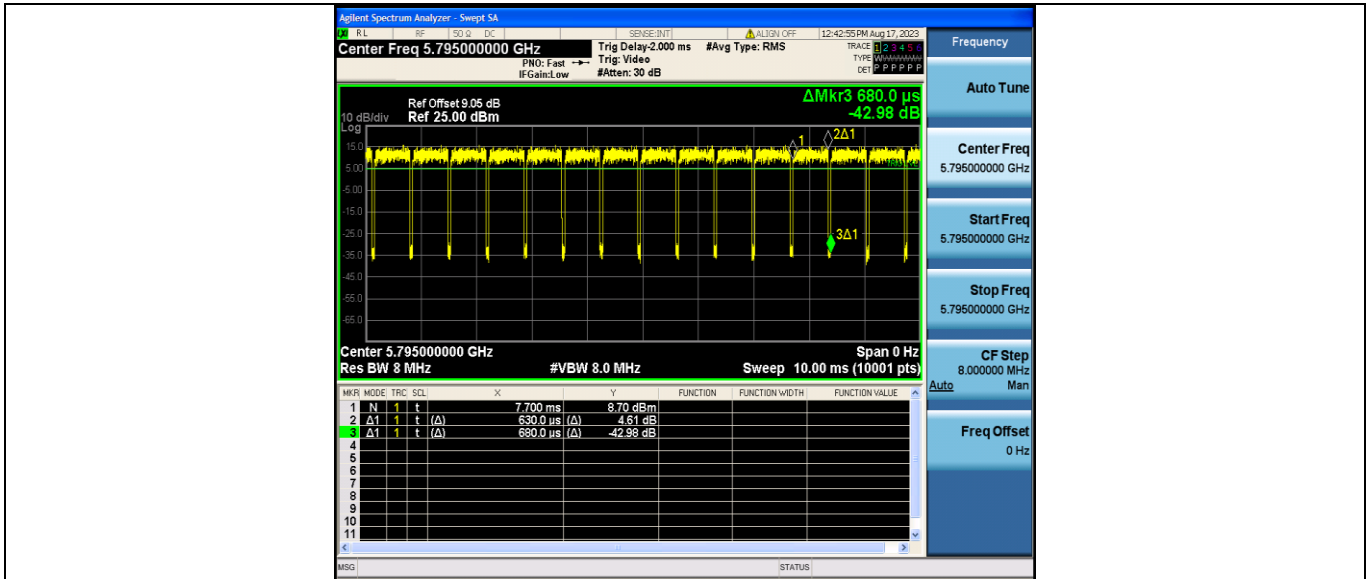 Agilent Spectrum Analyzer - Swept SA
RL RF 50 Ω DC SENSE:INT ALIGN OFF 12:42:55 PM Aug 17, 2023
Center Freq 5.795000000 GHz
PNO: Fast
IFGain:Low
Trig Delay-2.000 ms
Trig: Video
#Atten: 30 dB
#Avg Type: RMS
TRACE 1 2 3 4 5 6
TYPE
DET P P P P P P
Ref Offset 9.05 dB
10 dB/div Ref 25.00 dBm
Log
ΔMkr3 680.0 µs
-42.98 dB
15.0
5.00
-5.00
-15.0
-25.0
-35.0
-45.0
-55.0
-65.0
1
2Δ1
3Δ1
Center 5.795000000 GHz Span 0 Hz
Res BW 8 MHz #VBW 8.0 MHz Sweep 10.00 ms (10001 pts)
MKR MODE TRC SCL X Y FUNCTION FUNCTION WIDTH FUNCTION VALUE
1 N 1 t 7.700 ms 8.70 dBm
2 Δ1 1 t (Δ) 630.0 µs (Δ) 4.61 dB
3 Δ1 1 t (Δ) 680.0 µs (Δ) -42.98 dB
4
5
6
7
8
9
10
11
MSG STATUS
Frequency
Auto Tune
Center Freq
5.795000000 GHz
Start Freq
5.795000000 GHz
Stop Freq
5.795000000 GHz
CF Step
8.000000 MHz
Auto Man
Freq Offset
0 Hz